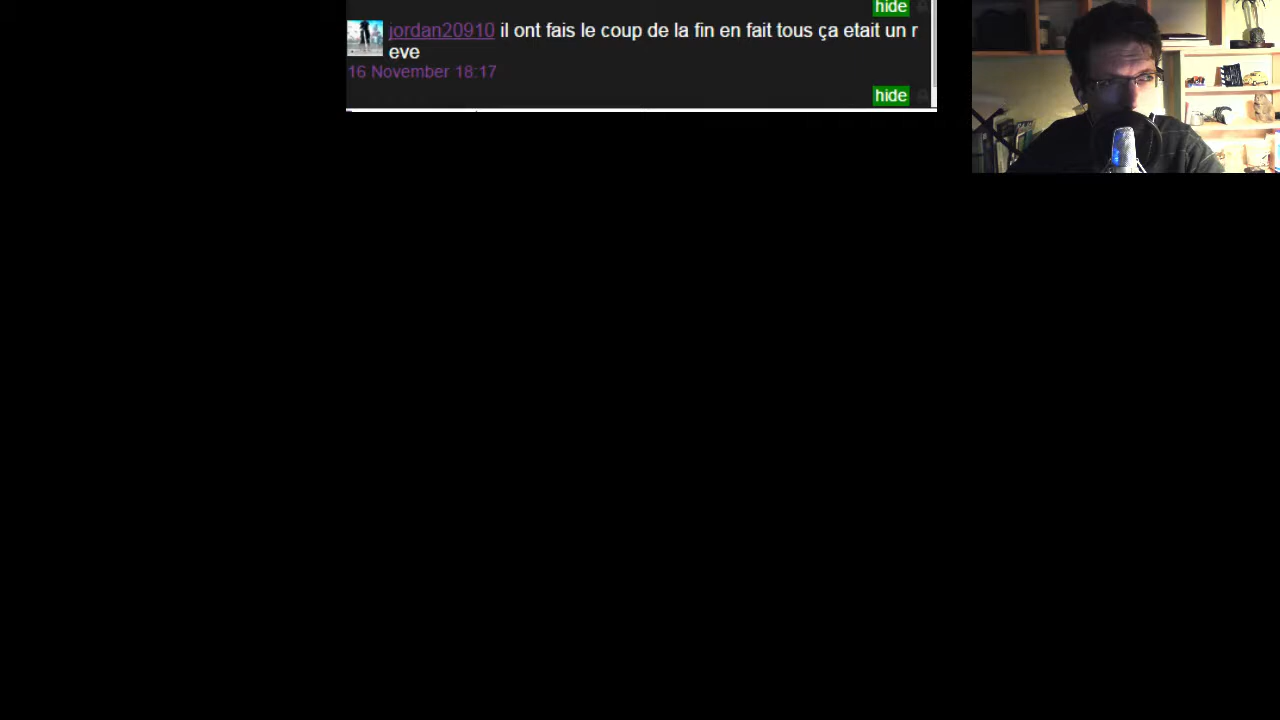 hide
jordan20910 il ont fais le coup de la fin en fait tous ça etait un r
eve
16 November 18:17
hide